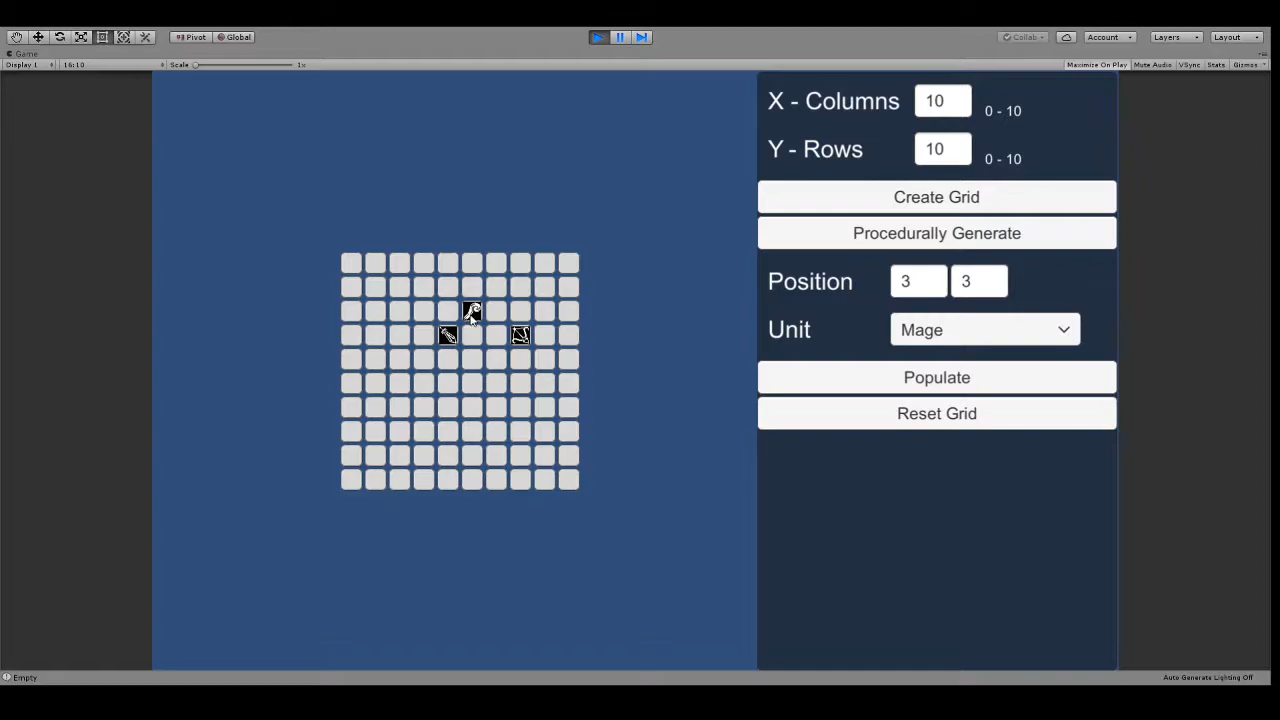 Pivot Global Collab Account Layers Layout
Game
Display 1 16:10 Scale 1x Maximize On Play Mute Audio VSync Stats Gizmos
X - Columns 10 0 - 10
Y - Rows 10 0 - 10
Create Grid
Procedurally Generate
Position 3 3
Unit Mage
Populate
Reset Grid
Empty Auto Generate Lighting Off